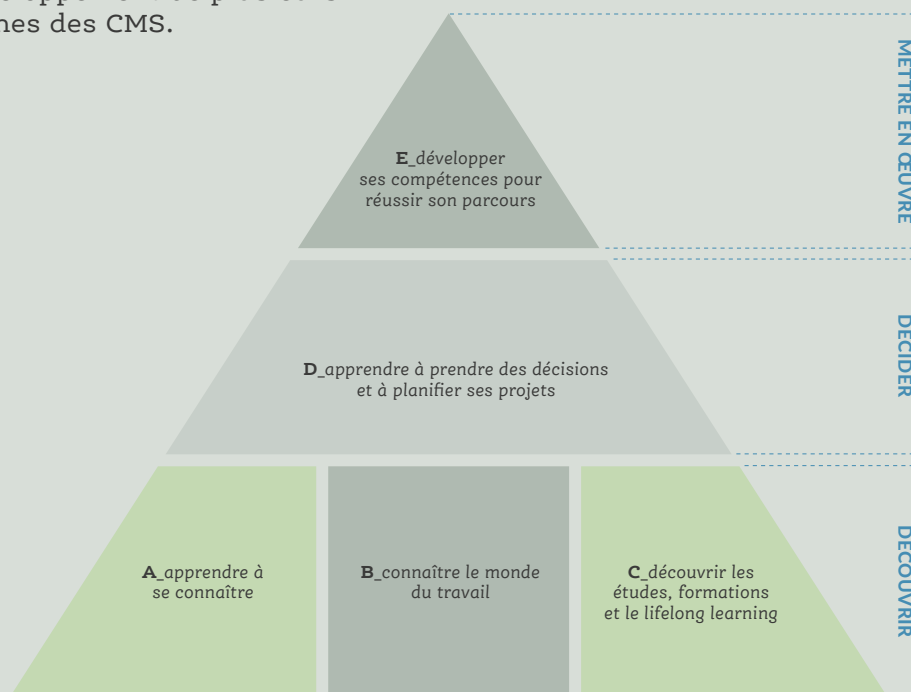 nes des CMS.
E_développer
ses compétences pour
réussir son parcours
METTRE EN ŒUVRE
D_apprendre à prendre des décisions
et à planifier ses projets
DECIDER
A_apprendre à
se connaître
B_connaître le monde
du travail
C_découvrir les
études, formations
et le lifelong learning
DECOUVRIR